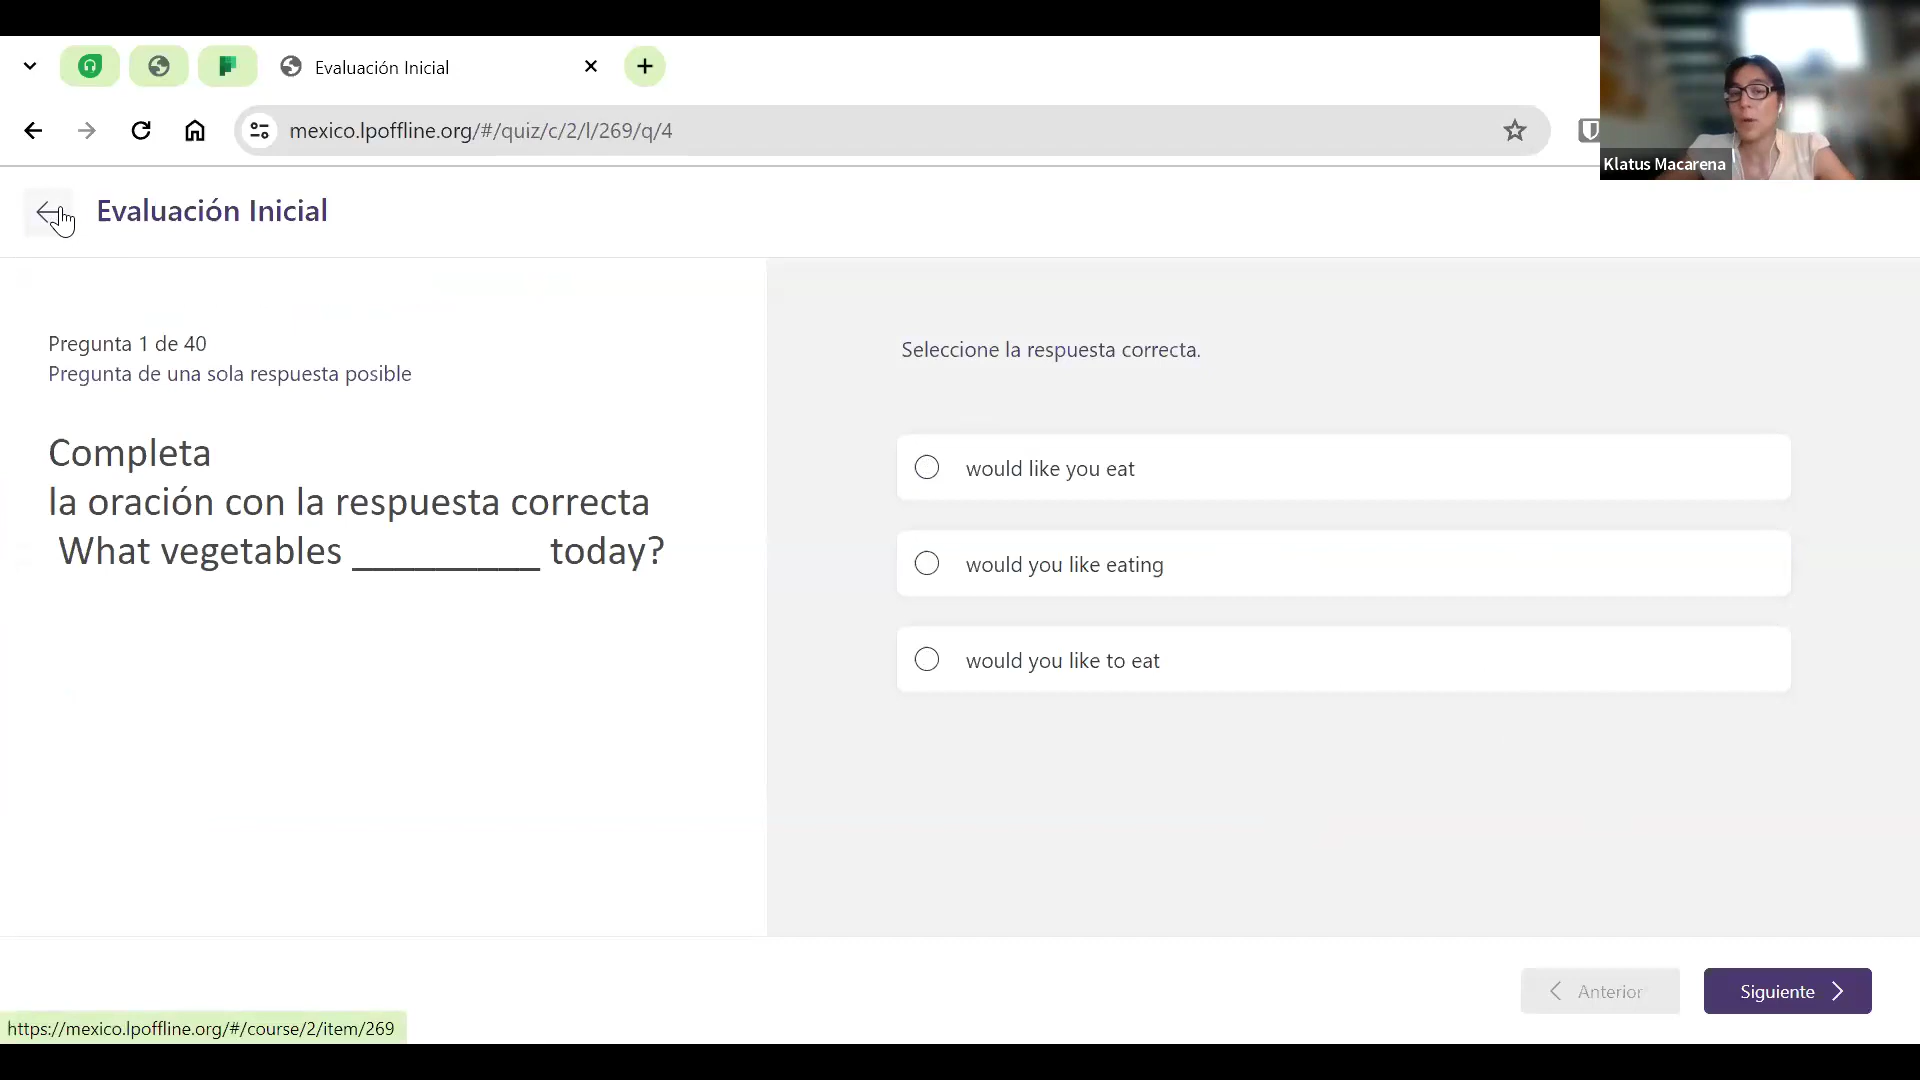 Evaluación Inicial
mexico.lpoffline.org/#/quiz/c/2/l/269/q/4
Klatus Macarena
Evaluación Inicial
Pregunta 1 de 40
Pregunta de una sola respuesta posible
Completa
la oración con la respuesta correcta
What vegetables _________ today?
Seleccione la respuesta correcta.
would like you eat
would you like eating
would you like to eat
Anterior
Siguiente
https://mexico.lpoffline.org/#/course/2/item/269